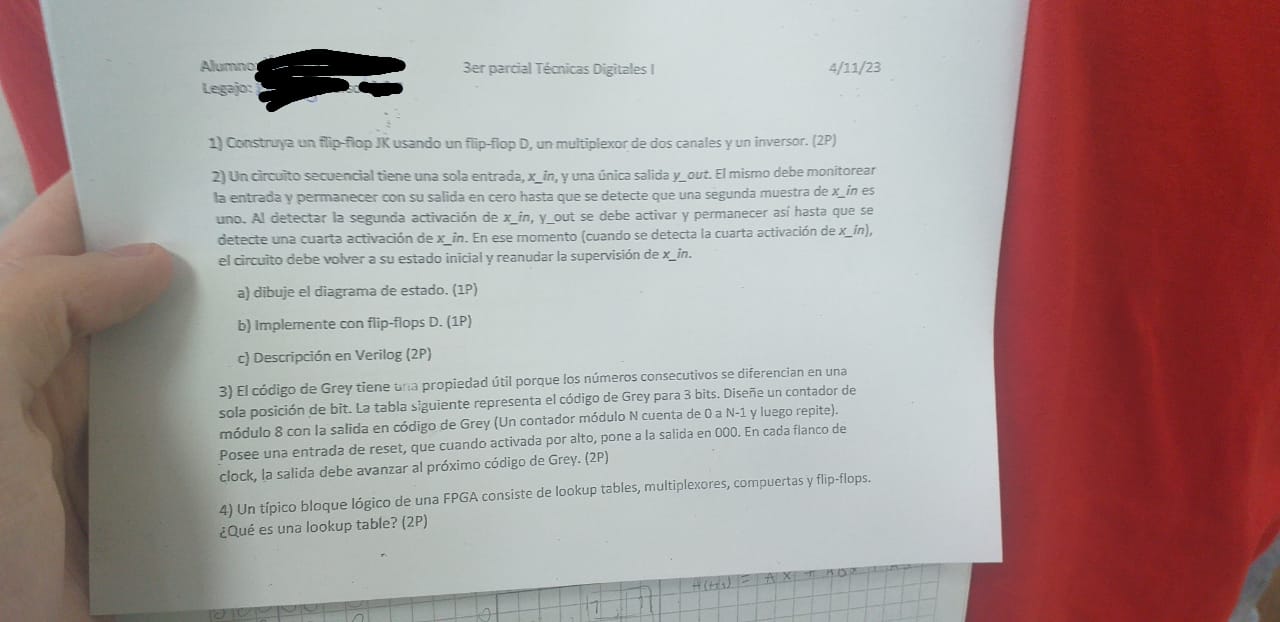 Alumno:
3er parcial Técnicas Digitales I
4/11/23
Legajo:
1) Construya un flip-flop JK usando un flip-flop D, un multiplexor de dos canales y un inversor. (2P)
2) Un circuito secuencial tiene una sola entrada, x_in, y una única salida y_out. El mismo debe monitorear
la entrada y permanecer con su salida en cero hasta que se detecte que una segunda muestra de x_in es
uno. Al detectar la segunda activación de x_in, y_out se debe activar y permanecer así hasta que se
detecte una cuarta activación de x_in. En ese momento (cuando se detecta la cuarta activación de x_in),
el circuito debe volver a su estado inicial y reanudar la supervisión de x_in.
a) dibuje el diagrama de estado. (1P)
b) Implemente con flip-flops D. (1P)
c) Descripción en Verilog (2P)
3) El código de Grey tiene una propiedad útil porque los números consecutivos se diferencian en una
sola posición de bit. La tabla siguiente representa el código de Grey para 3 bits. Diseñe un contador de
módulo 8 con la salida en código de Grey (Un contador módulo N cuenta de 0 a N-1 y luego repite).
Posee una entrada de reset, que cuando activada por alto, pone a la salida en 000. En cada flanco de
clock, la salida debe avanzar al próximo código de Grey. (2P)
4) Un típico bloque lógico de una FPGA consiste de lookup tables, multiplexores, compuertas y flip-flops.
¿Qué es una lookup table? (2P)